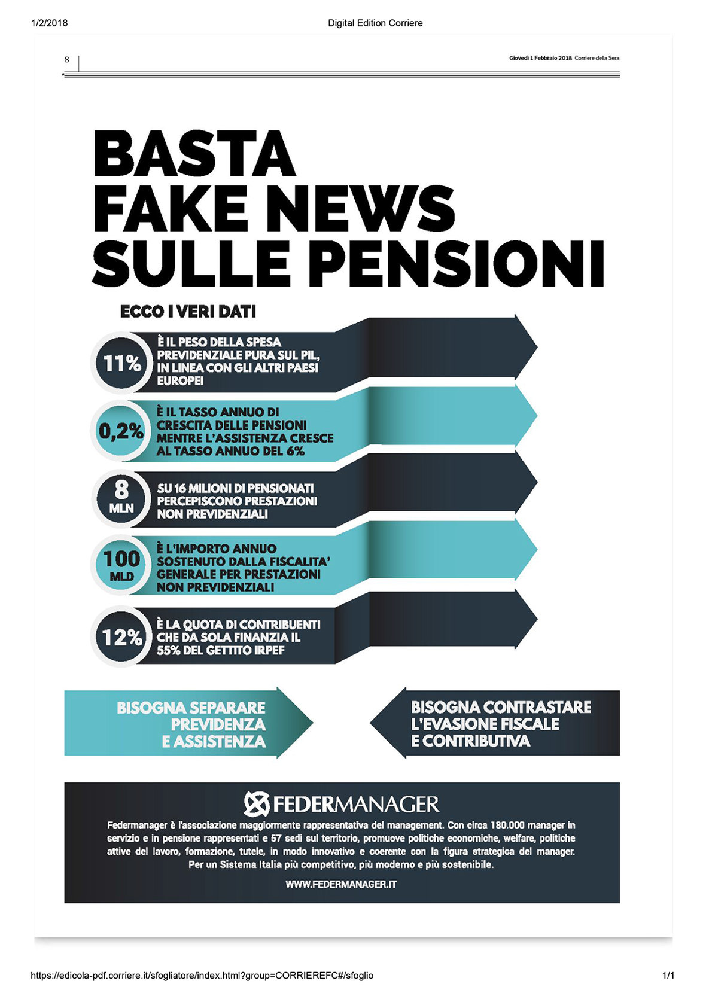 1/2/2018
Digital Edition Corriere
8
Giovedì 1 Febbraio 2018 Corriere della Sera
BASTA
FAKE NEWS
SULLE PENSIONI
ECCO I VERI DATI
11%
È IL PESO DELLA SPESA
PREVIDENZIALE PURA SUL PIL,
IN LINEA CON GLI ALTRI PAESI
EUROPEI
0,2%
È IL TASSO ANNUO DI
CRESCITA DELLE PENSIONI
MENTRE L'ASSISTENZA CRESCE
AL TASSO ANNUO DEL 6%
8
MLN
SU 16 MILIONI DI PENSIONATI
PERCEPISCONO PRESTAZIONI
NON PREVIDENZIALI
100
MLD
È L'IMPORTO ANNUO
SOSTENUTO DALLA FISCALITA'
GENERALE PER PRESTAZIONI
NON PREVIDENZIALI
12%
È LA QUOTA DI CONTRIBUENTI
CHE DA SOLA FINANZIA IL
55% DEL GETTITO IRPEF
BISOGNA SEPARARE
PREVIDENZA
E ASSISTENZA
BISOGNA CONTRASTARE
L'EVASIONE FISCALE
E CONTRIBUTIVA
FEDERMANAGER
Federmanager è l'associazione maggiormente rappresentativa del management. Con circa 180.000 manager in
servizio e in pensione rappresentati e 57 sedi sul territorio, promuove politiche economiche, welfare, politiche
attive del lavoro, formazione, tutele, in modo innovativo e coerente con la figura strategica del manager.
Per un Sistema Italia più competitivo, più moderno e più sostenibile.
WWW.FEDERMANAGER.IT
https://edicola-pdf.corriere.it/sfogliatore/index.html?group=CORRIEREFC#/sfoglio
1/1